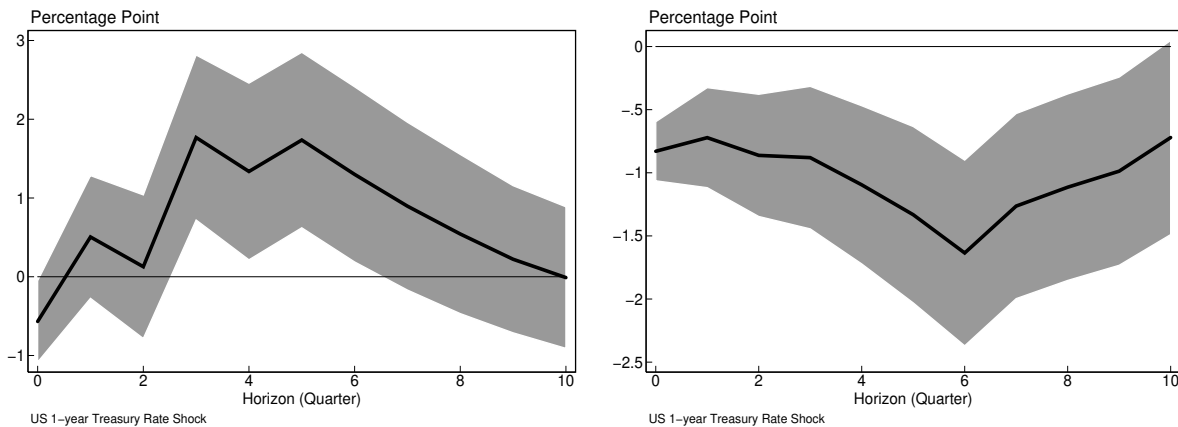 Percentage Point
3
2
1
0
−1
0 2 4 6 8 10
Horizon (Quarter)
US 1−year Treasury Rate Shock
Percentage Point
0
−.5
−1
−1.5
−2
−2.5
0 2 4 6 8 10
Horizon (Quarter)
US 1−year Treasury Rate Shock